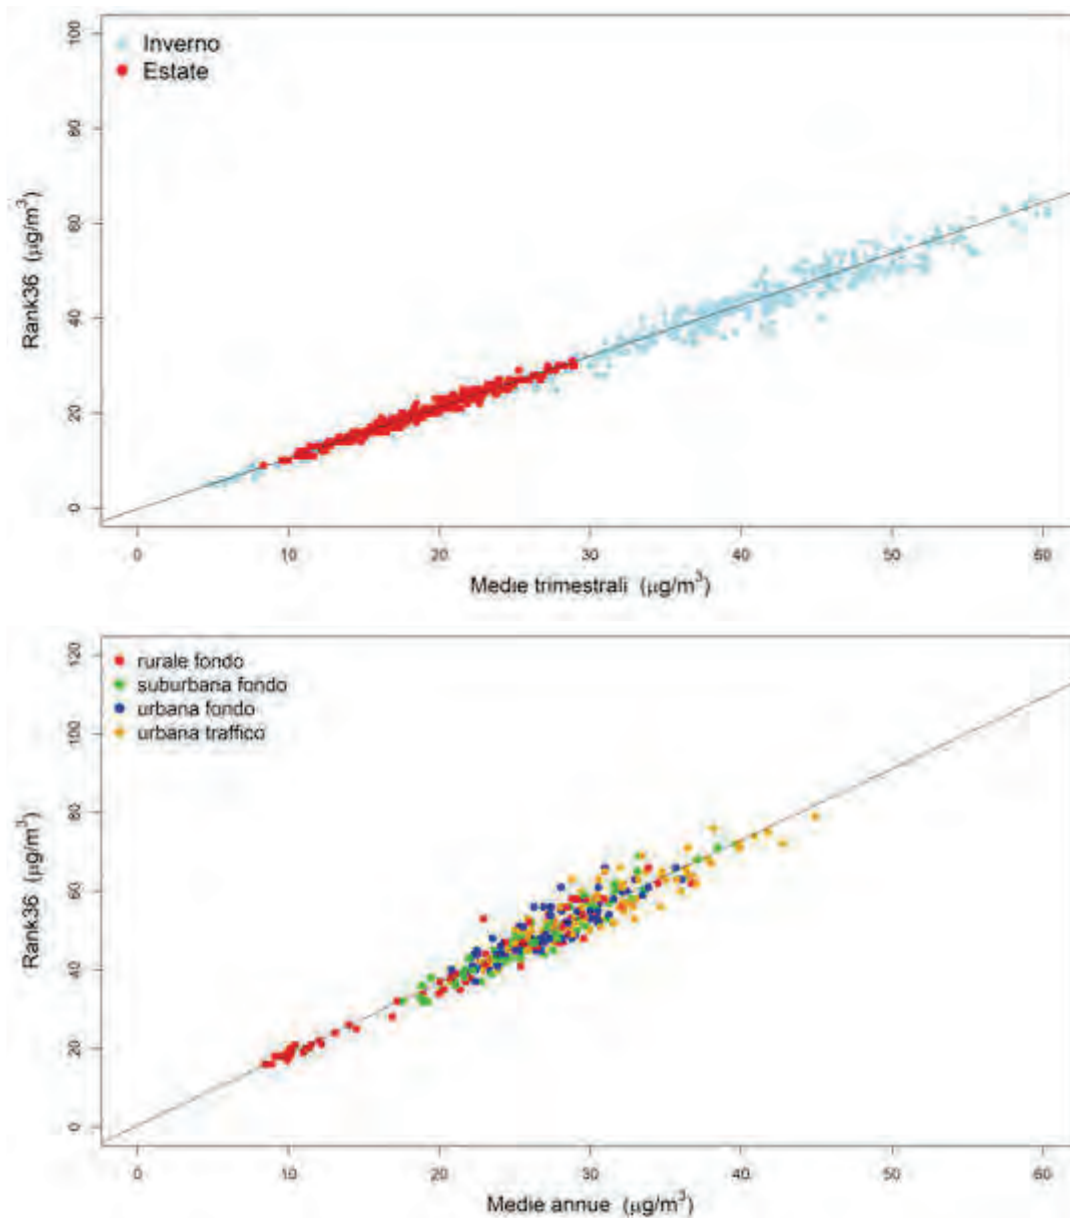 Inverno
Estate
100
80
60
40
20
0
Rank36 (µg/m³)
0 10 20 30 40 50 60
Medie trimestrali (µg/m³)
rurale fondo
suburbana fondo
urbana fondo
urbana traffico
120
100
80
60
40
20
0
Rank36 (µg/m³)
0 10 20 30 40 50 60
Medie annue (µg/m³)